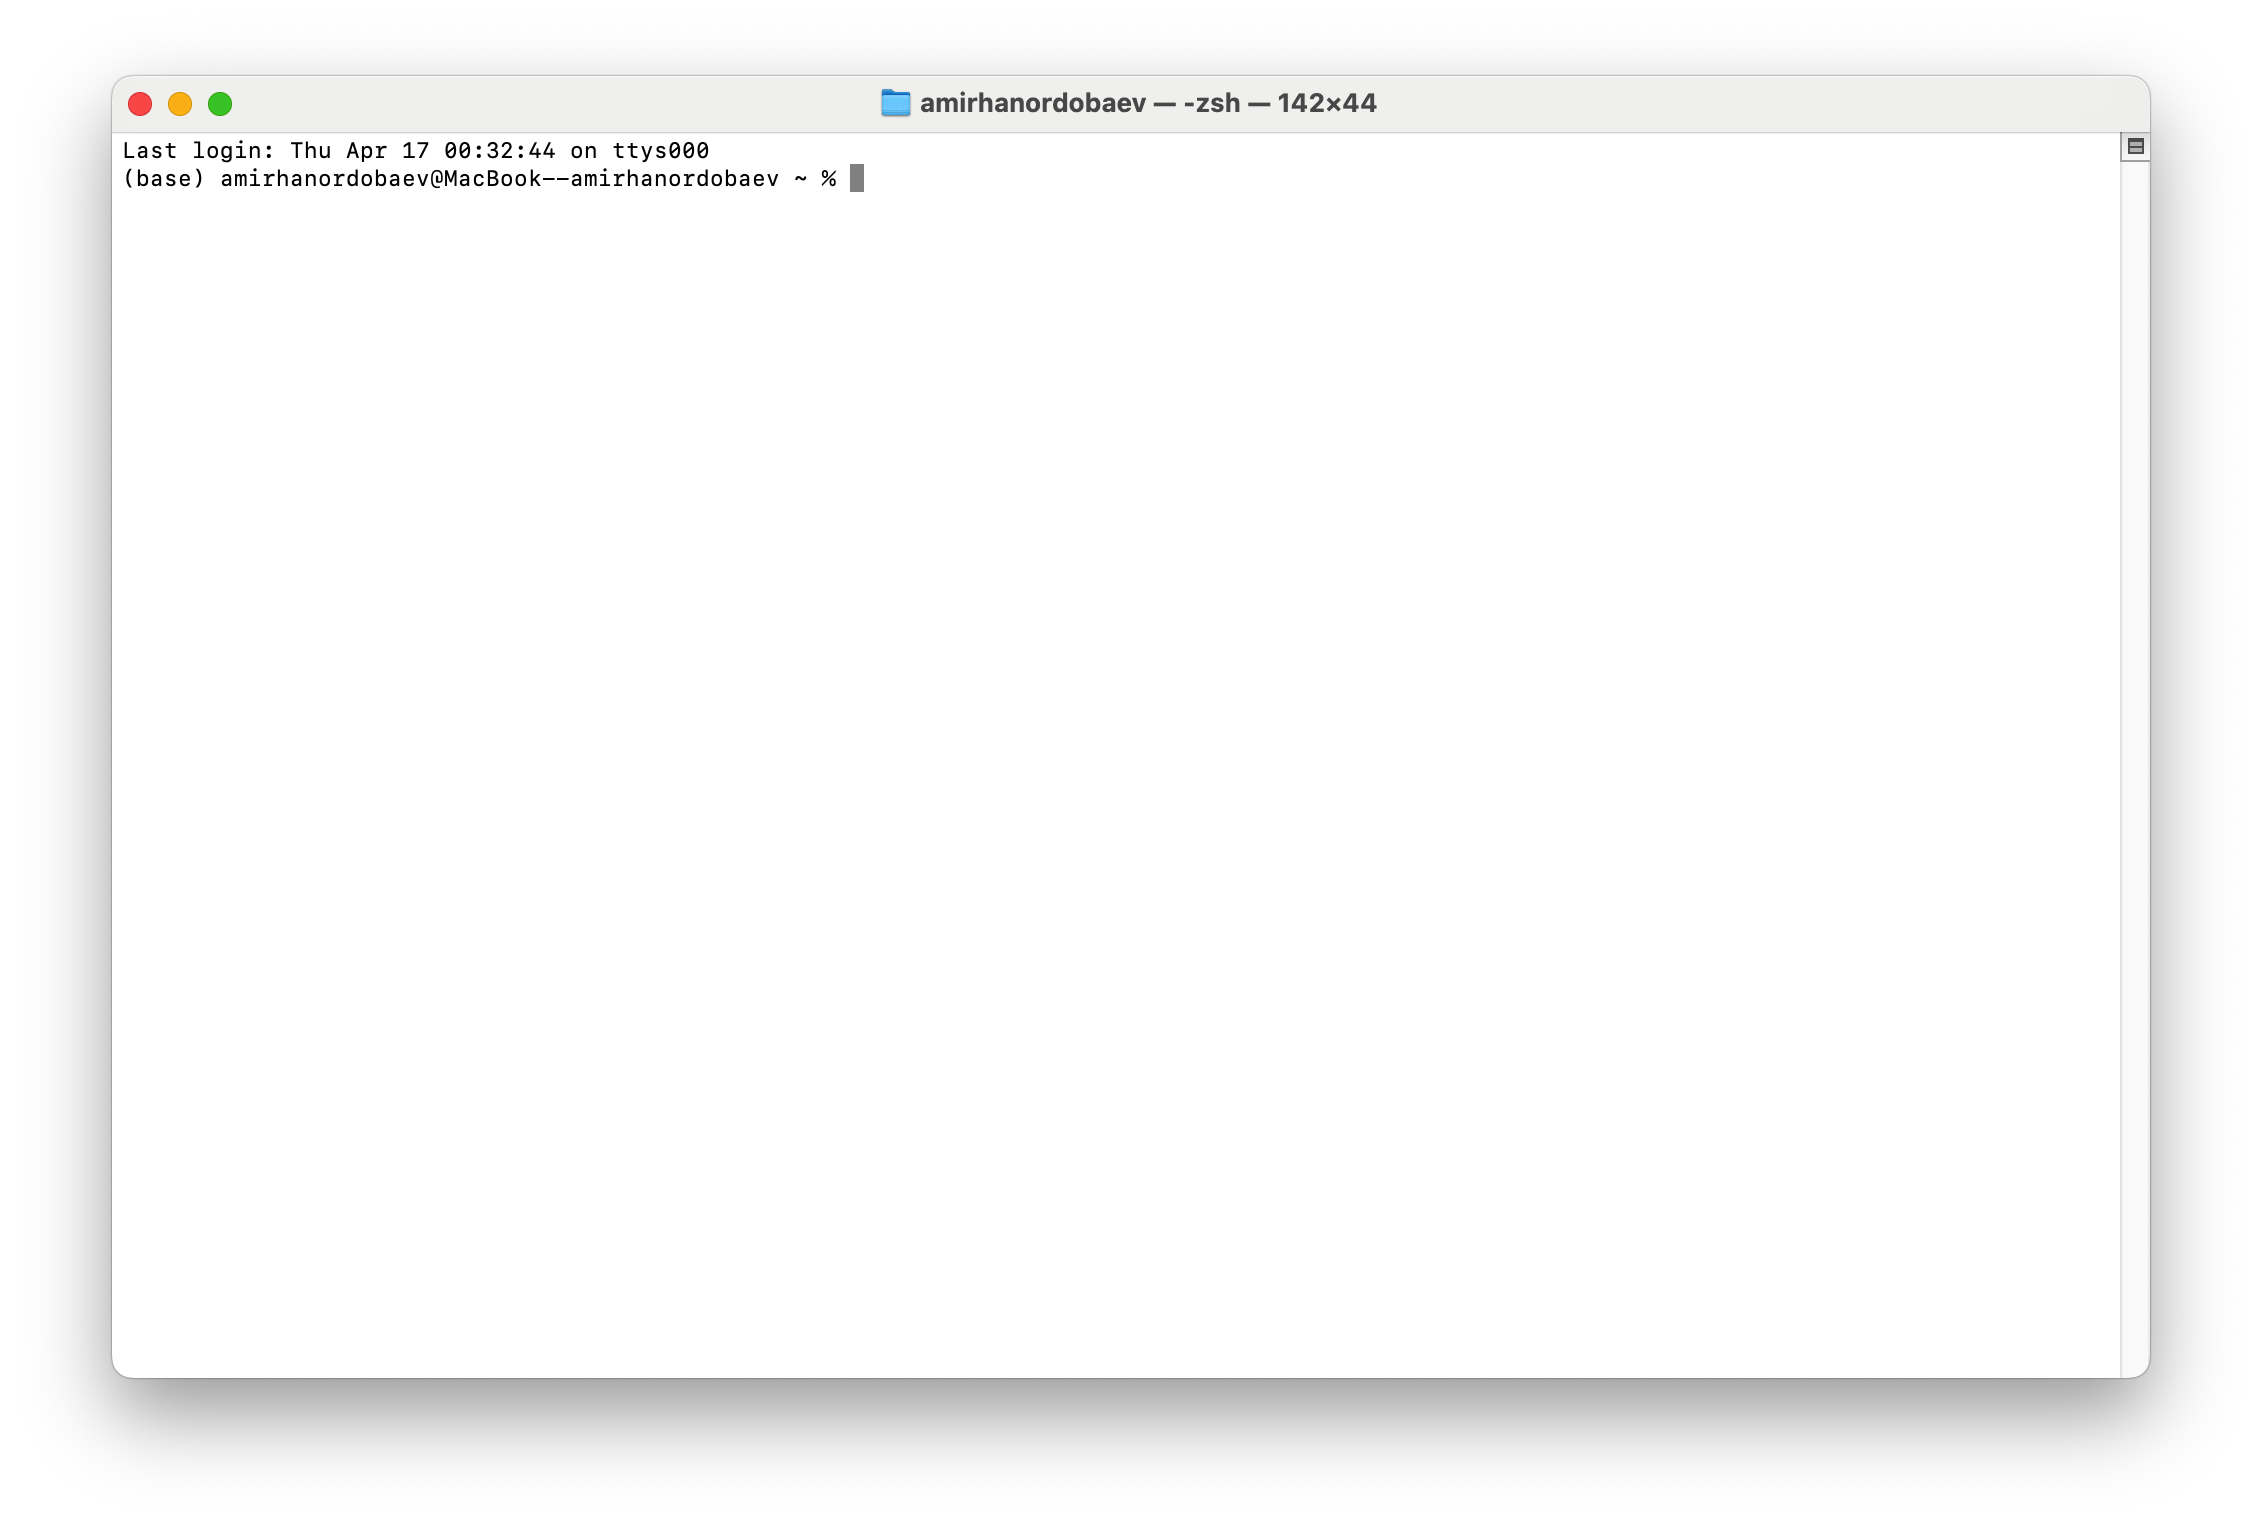 amirhanordobaev — -zsh — 142×44
Last login: Thu Apr 17 00:32:44 on ttys000
(base) amirhanordobaev@MacBook--amirhanordobaev ~ %